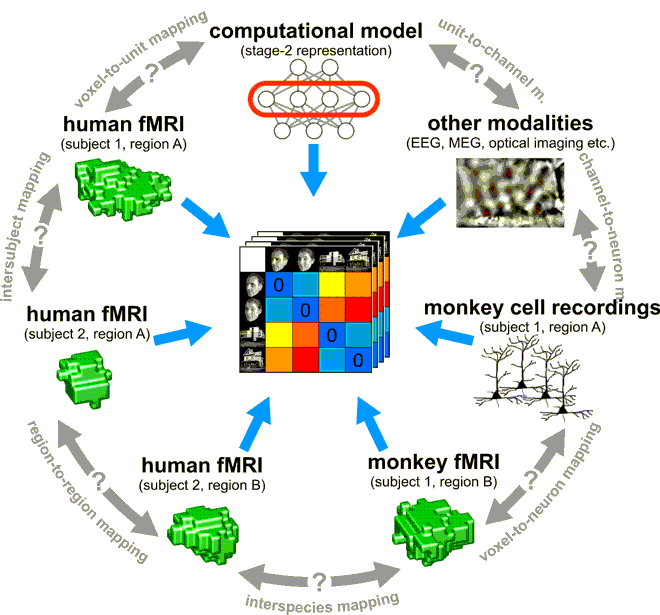 computational model
(stage-2 representation)
voxel-to-unit mapping
?
unit-to-channel m.
?
human fMRI
(subject 1, region A)
other modalities
(EEG, MEG, optical imaging etc.)
intersubject mapping
?
channel-to-neuron m.
?
0
0
0
0
human fMRI
(subject 2, region A)
monkey cell recordings
(subject 1, region A)
region-to-region mapping
?
human fMRI
(subject 2, region B)
monkey fMRI
(subject 1, region B)
voxel-to-neuron mapping
?
?
interspecies mapping